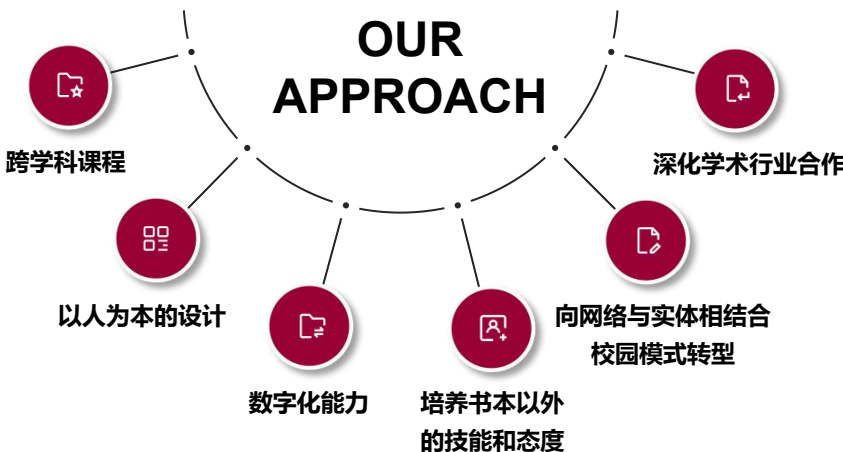 OUR
APPROACH
跨学科课程
以人为本的设计
数字化能力
培养书本以外
的技能和态度
向网络与实体相结合
校园模式转型
深化学术行业合作